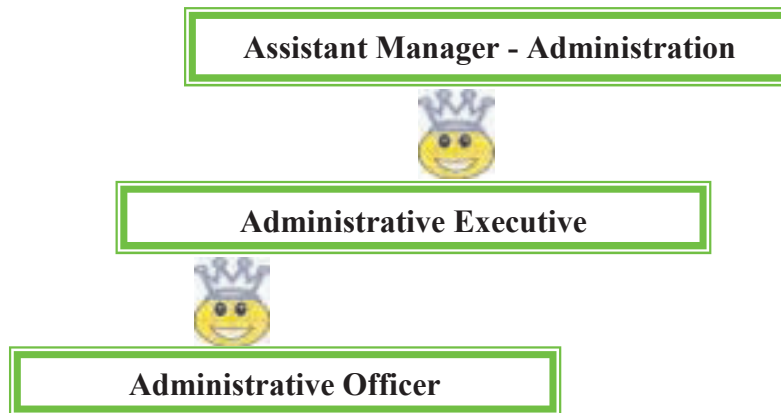 Assistant Manager - Administration
Administrative Executive
Administrative Officer